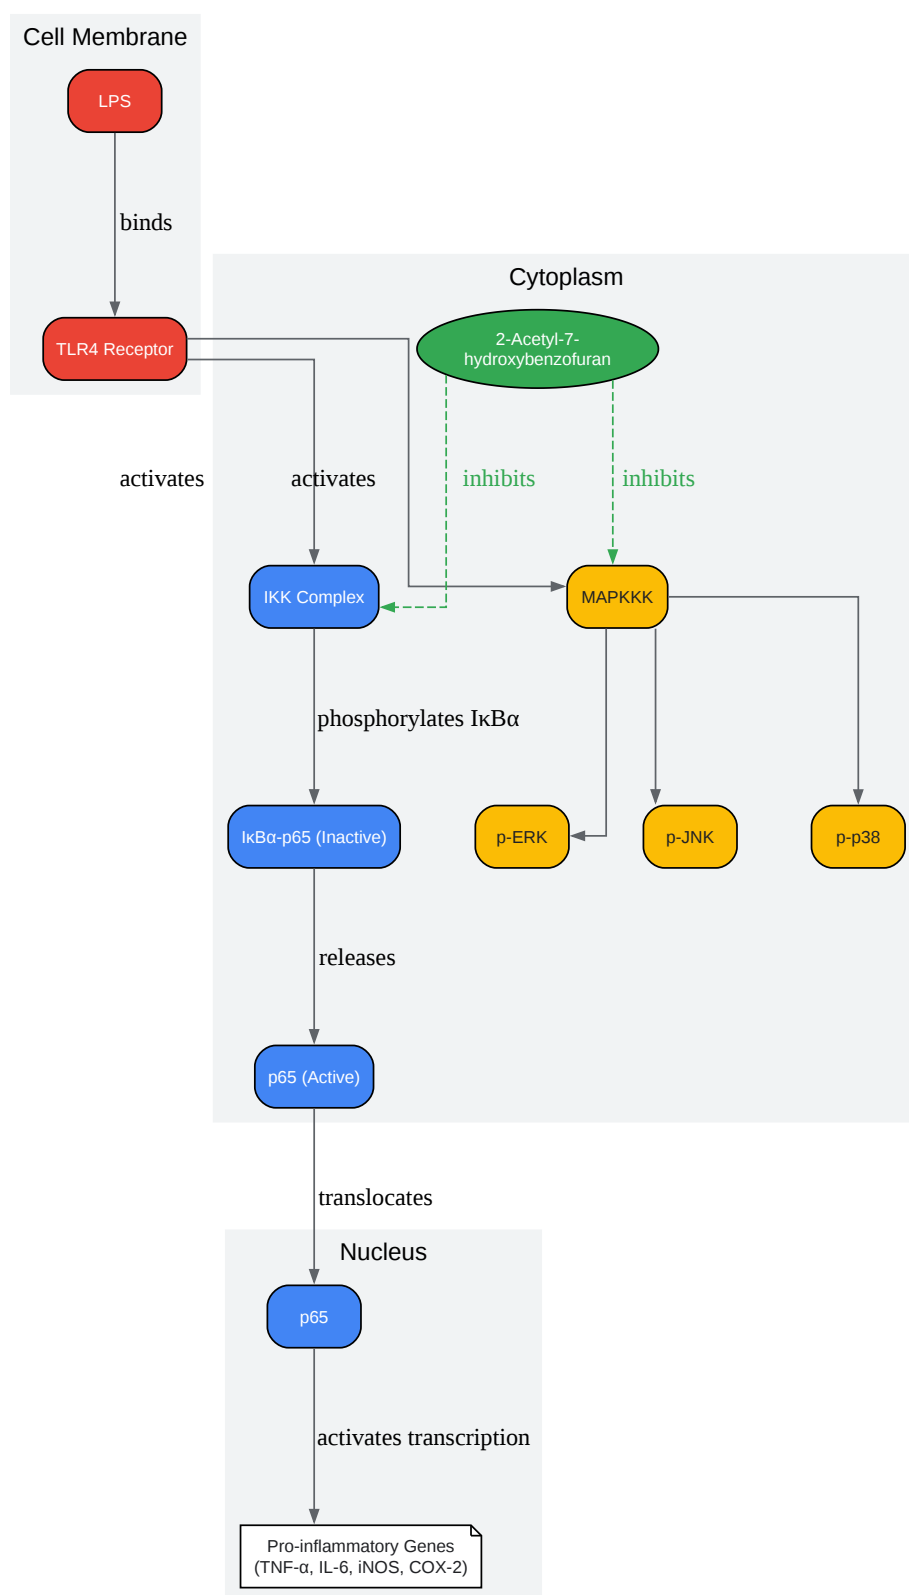 Cell Membrane
LPS
binds
Cytoplasm
TLR4 Receptor
2-Acetyl-7-
hydroxybenzofuran
activates
activates
inhibits
inhibits
IKK Complex
MAPKKK
phosphorylates IκBα
IκBα-p65 (Inactive)
p-ERK
p-JNK
p-p38
releases
p65 (Active)
translocates
Nucleus
p65
activates transcription
Pro-inflammatory Genes
(TNF-α, IL-6, iNOS, COX-2)